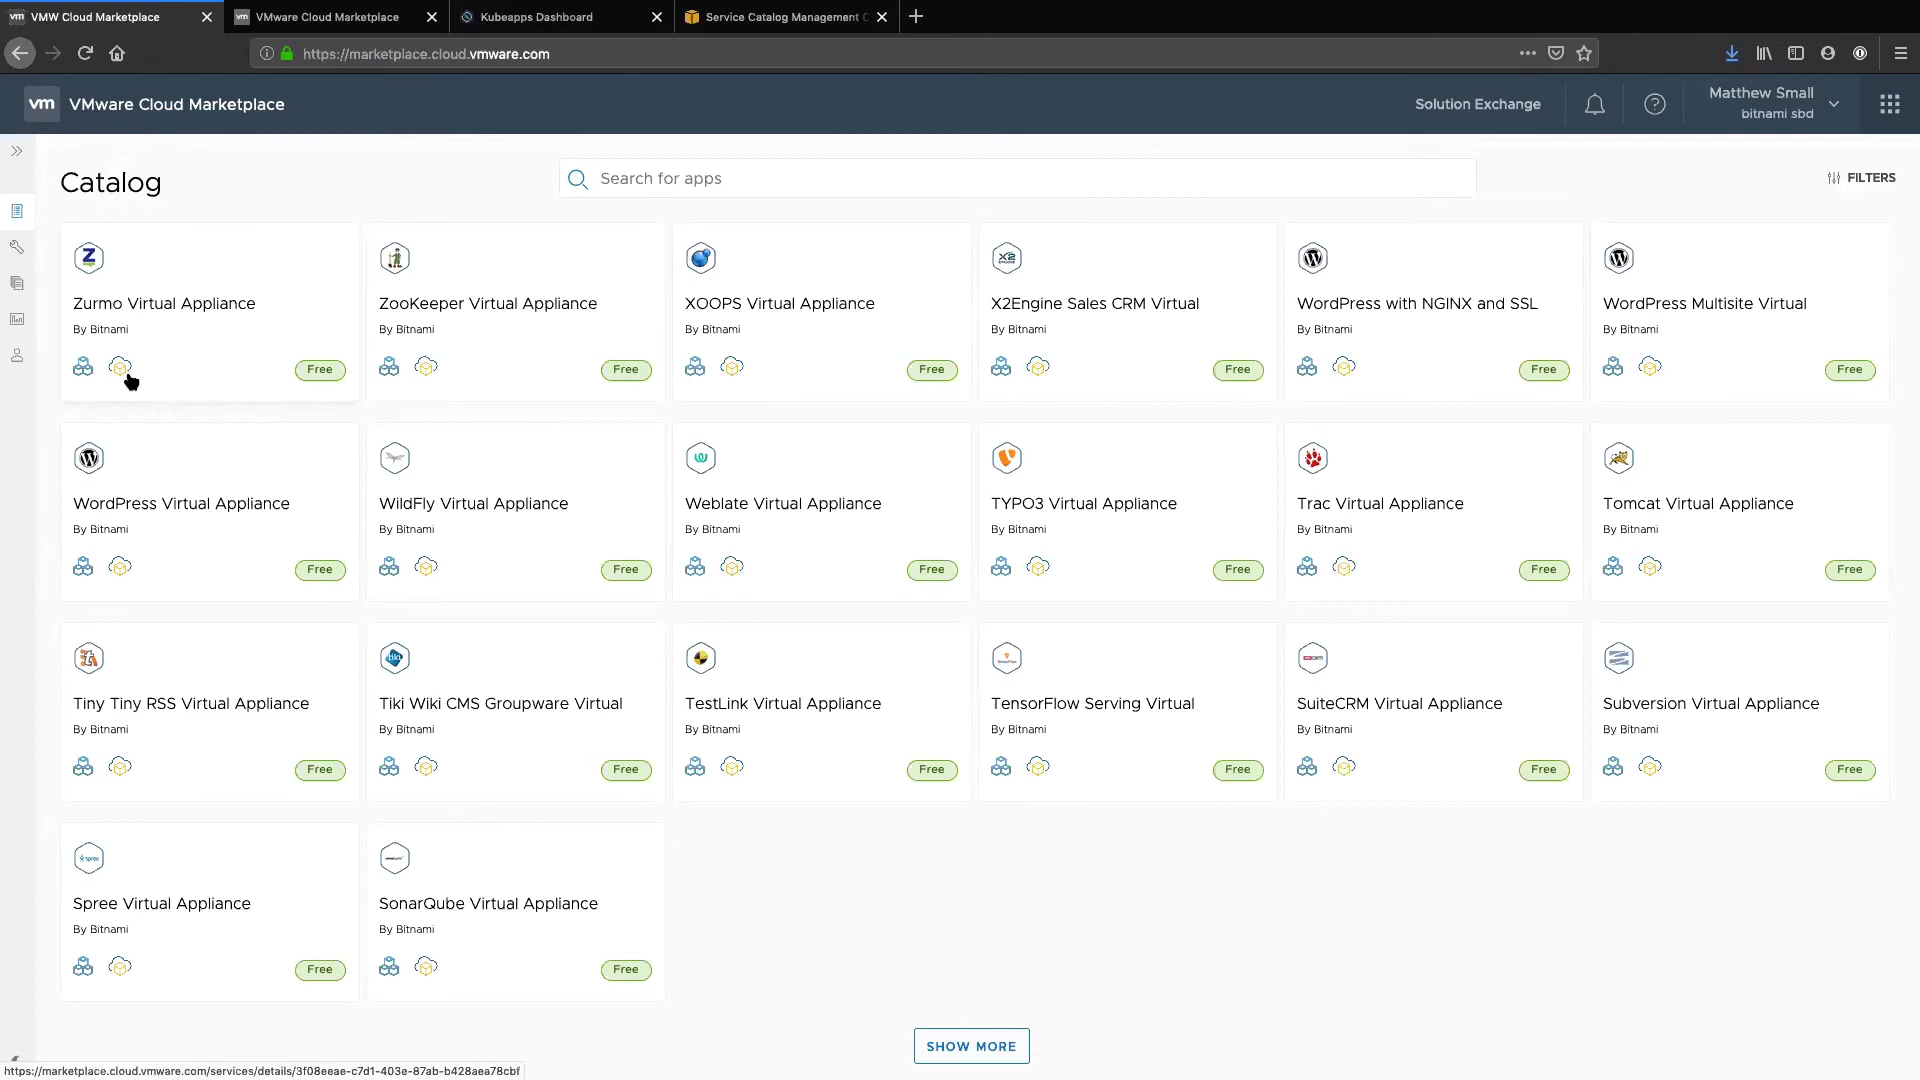 VMW Cloud Marketplace
VMware Cloud Marketplace
Kubeapps Dashboard
Service Catalog Management C
https://marketplace.cloud.vmware.com
vm VMware Cloud Marketplace
Solution Exchange
Matthew Small
bitnami sbd
Catalog
Search for apps
FILTERS
Zurmo Virtual Appliance
By Bitnami
Free
ZooKeeper Virtual Appliance
By Bitnami
Free
XOOPS Virtual Appliance
By Bitnami
Free
X2Engine Sales CRM Virtual
By Bitnami
Free
WordPress with NGINX and SSL
By Bitnami
Free
WordPress Multisite Virtual
By Bitnami
Free
WordPress Virtual Appliance
By Bitnami
Free
WildFly Virtual Appliance
By Bitnami
Free
Weblate Virtual Appliance
By Bitnami
Free
TYPO3 Virtual Appliance
By Bitnami
Free
Trac Virtual Appliance
By Bitnami
Free
Tomcat Virtual Appliance
By Bitnami
Free
Tiny Tiny RSS Virtual Appliance
By Bitnami
Free
Tiki Wiki CMS Groupware Virtual
By Bitnami
Free
TestLink Virtual Appliance
By Bitnami
Free
TensorFlow Serving Virtual
By Bitnami
Free
SuiteCRM Virtual Appliance
By Bitnami
Free
Subversion Virtual Appliance
By Bitnami
Free
Spree Virtual Appliance
By Bitnami
Free
SonarQube Virtual Appliance
By Bitnami
Free
SHOW MORE
https://marketplace.cloud.vmware.com/services/details/3f08eeae-c7d1-403e-87ab-b428aea78cbf